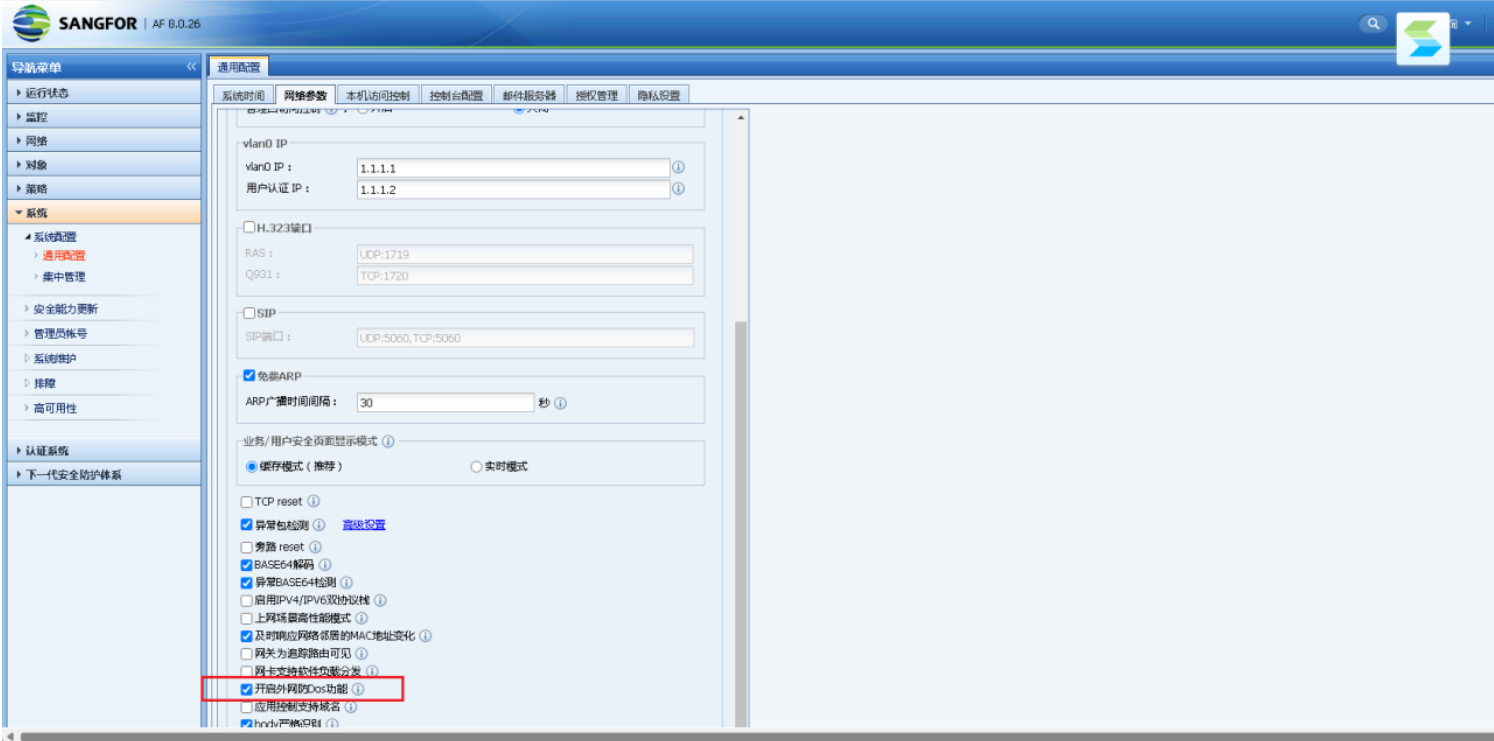 SANGFOR | AF 8.0.26
导航菜单
通用配置
运行状态
系统时间 网络参数 本机访问控制 控制台配置 邮件服务器 授权管理 隐私设置
监控
网络
对象
策略
系统
系统配置
通用配置
集中管理
安全能力更新
管理员帐号
系统维护
排障
高可用性
认证系统
下一代安全防护体系
vlan0 IP
vlan0 IP： 1.1.1.1
用户认证 IP： 1.1.1.2
H.323端口
RAS： UDP:1719
Q931： TCP:1720
SIP
SIP端口： UDP:5060,TCP:5060
免费ARP
ARP广播时间间隔： 30 秒
业务/用户安全页面显示模式
缓存模式（推荐） 实时模式
TCP reset
异常包检测 高级设置
旁路 reset
BASE64解码
异常BASE64检测
启用IPV4/IPV6双协议栈
上网场景高性能模式
及时响应网络邻居的MAC地址变化
网关为追踪路由可见
网卡支持软件负载分发
开启外网防Dos功能
应用控制支持域名
body严格识别